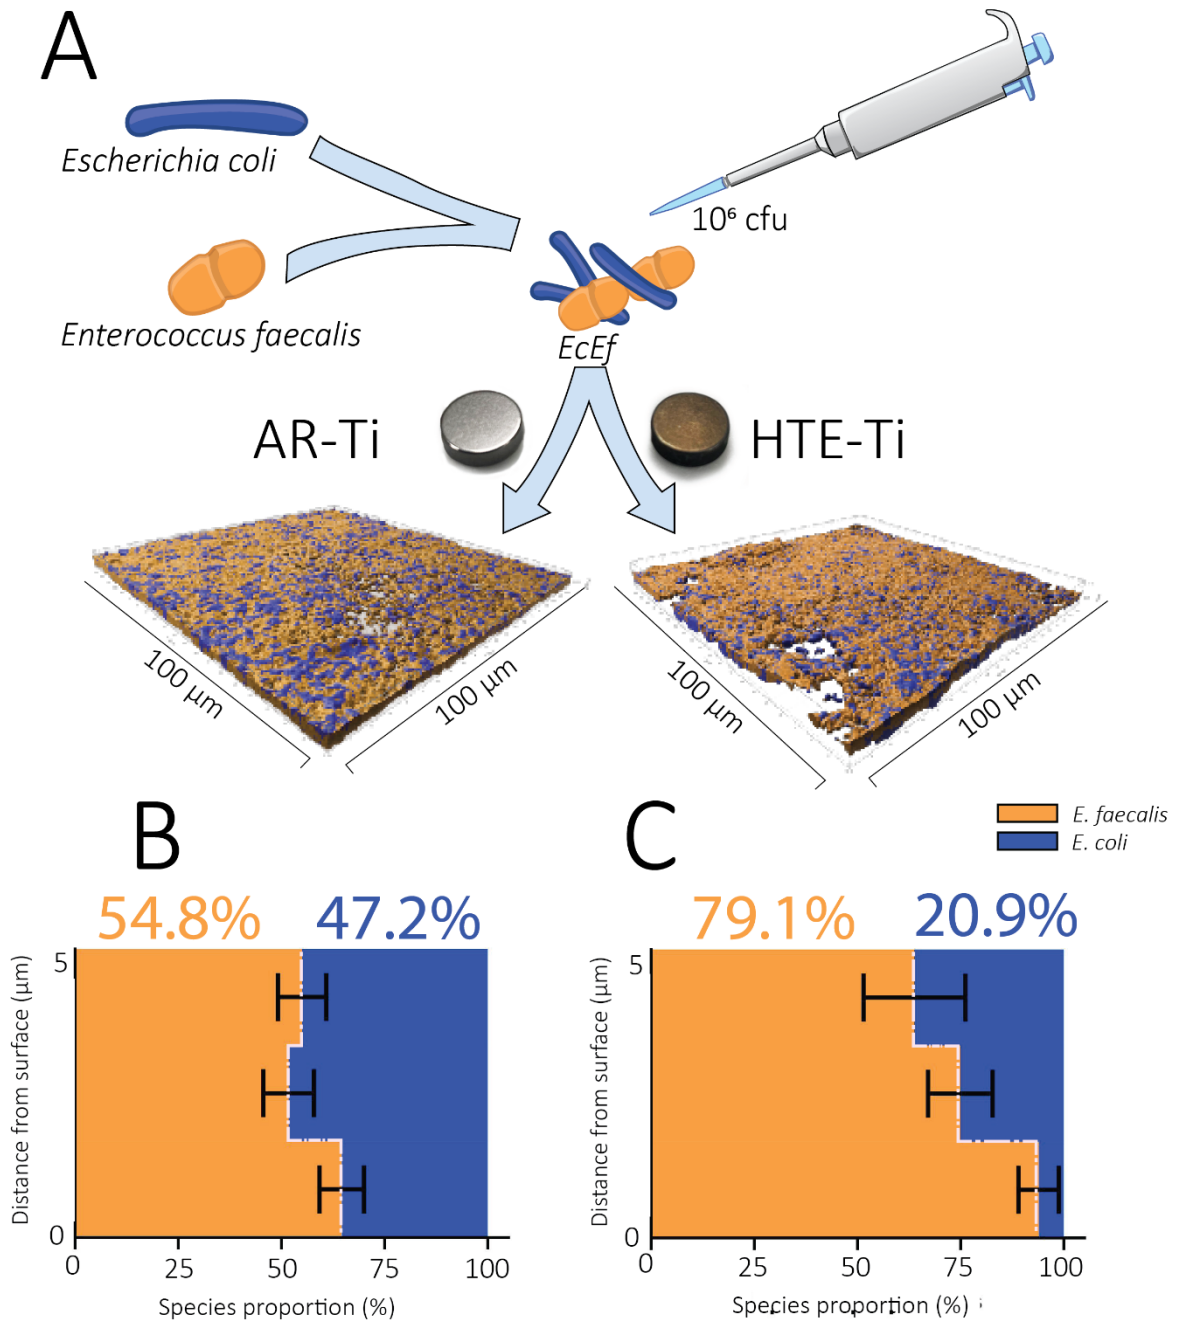 A
Escherichia coli
10⁶ cfu
Enterococcus faecalis
EcEf
AR-Ti
HTE-Ti
100 µm
100 µm
100 µm
100 µm
B
C
E. faecalis
E. coli
54.8%
47.2%
79.1%
20.9%
Distance from surface (µm)
5
0
0
25
50
75
100
Species proportion (%)
Distance from surface (µm)
5
0
0
25
50
75
100
Species proportion (%)